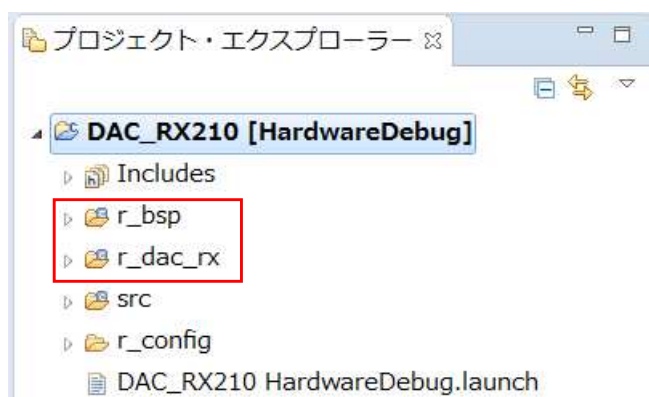 プロジェクト・エクスプローラー
DAC_RX210 [HardwareDebug]
Includes
r_bsp
r_dac_rx
src
r_config
DAC_RX210 HardwareDebug.launch